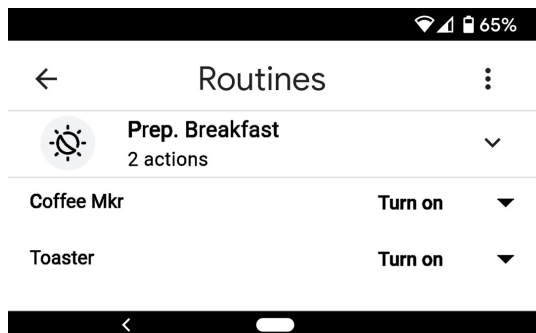 65%
Routines
Prep. Breakfast
2 actions
Coffee Mkr Turn on
Toaster Turn on